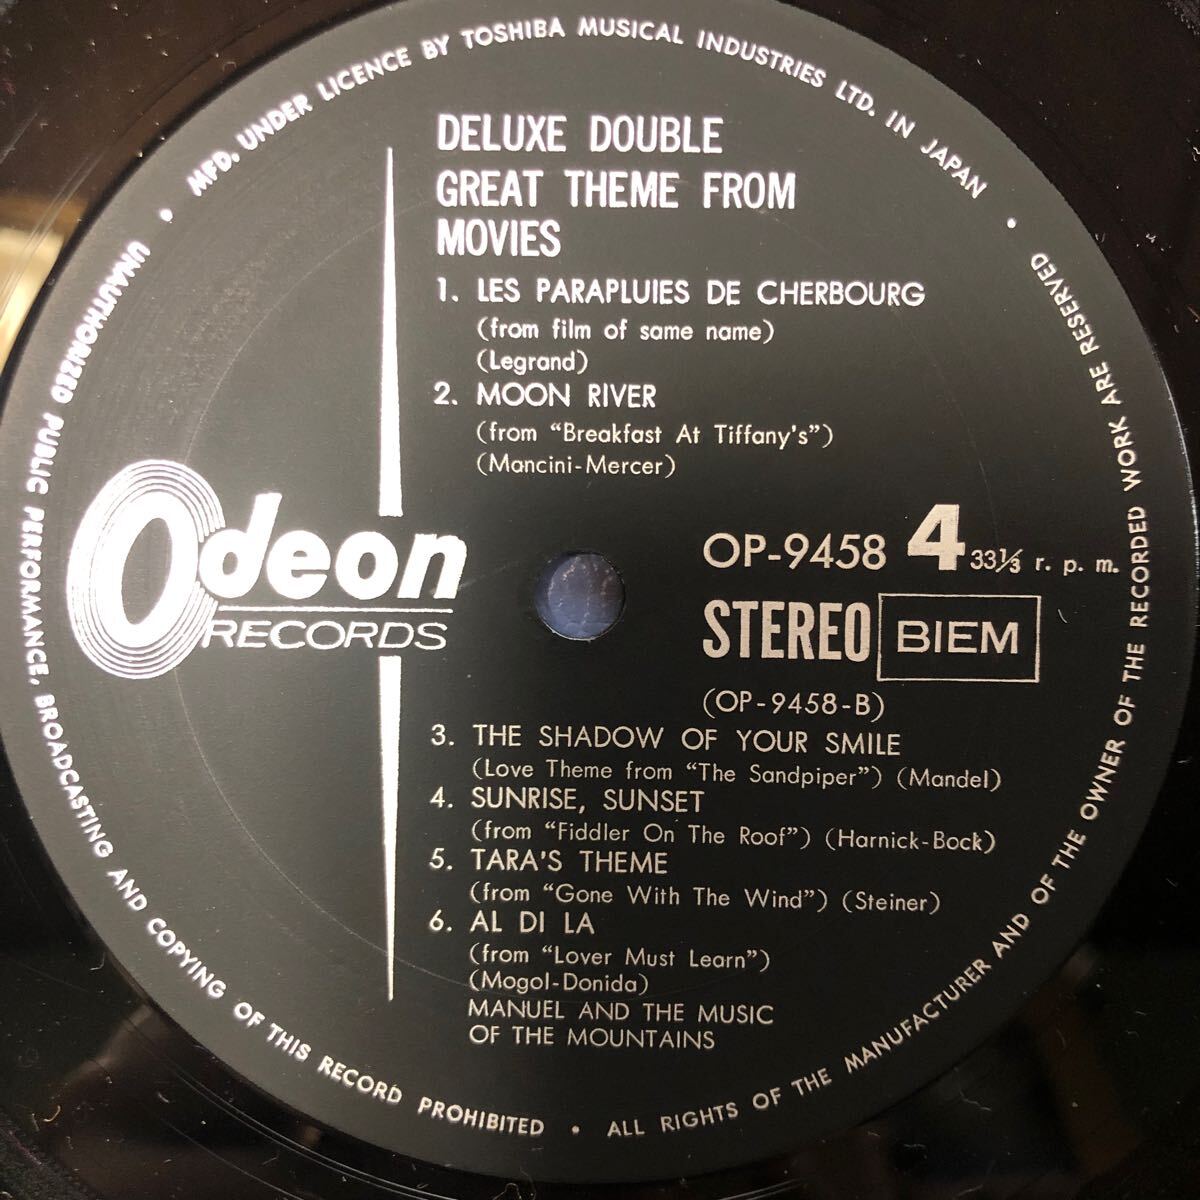 MFD. UNDER LICENCE BY TOSHIBA MUSICAL INDUSTRIES LTD. IN JAPAN •
DELUXE DOUBLE
GREAT THEME FROM
MOVIES
1. LES PARAPLUIES DE CHERBOURG
(from film of same name)
(Legrand)
2. MOON RIVER
(from “Breakfast At Tiffany's”)
(Mancini-Mercer)
Odeon
RECORDS
OP-9458 4 33⅓ r. p. m.
STEREO BIEM
(OP-9458-B)
3. THE SHADOW OF YOUR SMILE
(Love Theme from “The Sandpiper”) (Mandel)
4. SUNRISE, SUNSET
(from “Fiddler On The Roof”) (Harnick-Bock)
5. TARA'S THEME
(from “Gone With The Wind”) (Steiner)
6. AL DI LA
(from “Lover Must Learn”)
(Mogol-Donida)
MANUEL AND THE MUSIC
OF THE MOUNTAINS
ALL RIGHTS OF THE MANUFACTURER AND OF THE OWNER OF THE RECORDED WORK ARE RESERVED
UNAUTHORIZED PUBLIC PERFORMANCE, BROADCASTING AND COPYING OF THIS RECORD PROHIBITED •